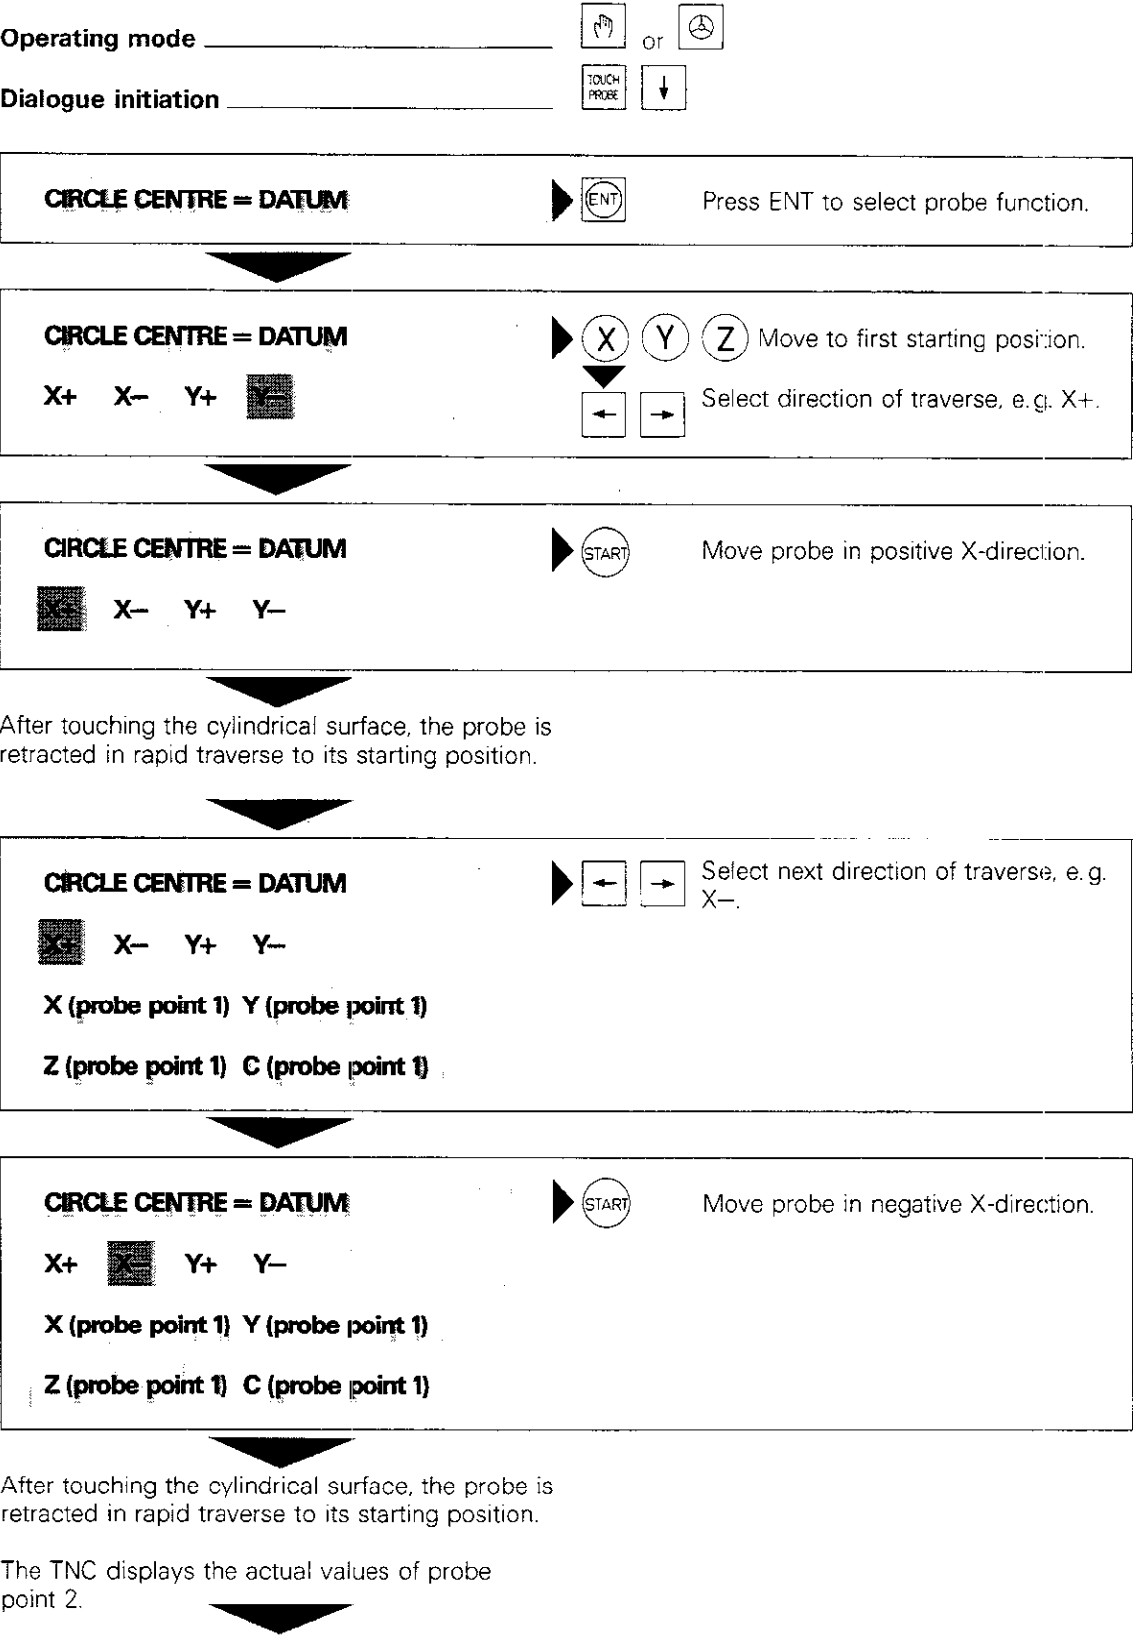 Operating mode or
Dialogue initiation TOUCH PROBE
CIRCLE CENTRE = DATUM ENT Press ENT to select probe function.
CIRCLE CENTRE = DATUM X Y Z Move to first starting position.
X+ X– Y+ Y– Select direction of traverse, e.g. X+.
CIRCLE CENTRE = DATUM START Move probe in positive X-direction.
X+ X– Y+ Y–
After touching the cylindrical surface, the probe is
retracted in rapid traverse to its starting position.
CIRCLE CENTRE = DATUM Select next direction of traverse, e.g.
X–.
X+ X– Y+ Y–
X (probe point 1) Y (probe point 1)
Z (probe point 1) C (probe point 1)
CIRCLE CENTRE = DATUM START Move probe in negative X-direction.
X+ X– Y+ Y–
X (probe point 1) Y (probe point 1)
Z (probe point 1) C (probe point 1)
After touching the cylindrical surface, the probe is
retracted in rapid traverse to its starting position.
The TNC displays the actual values of probe
point 2.